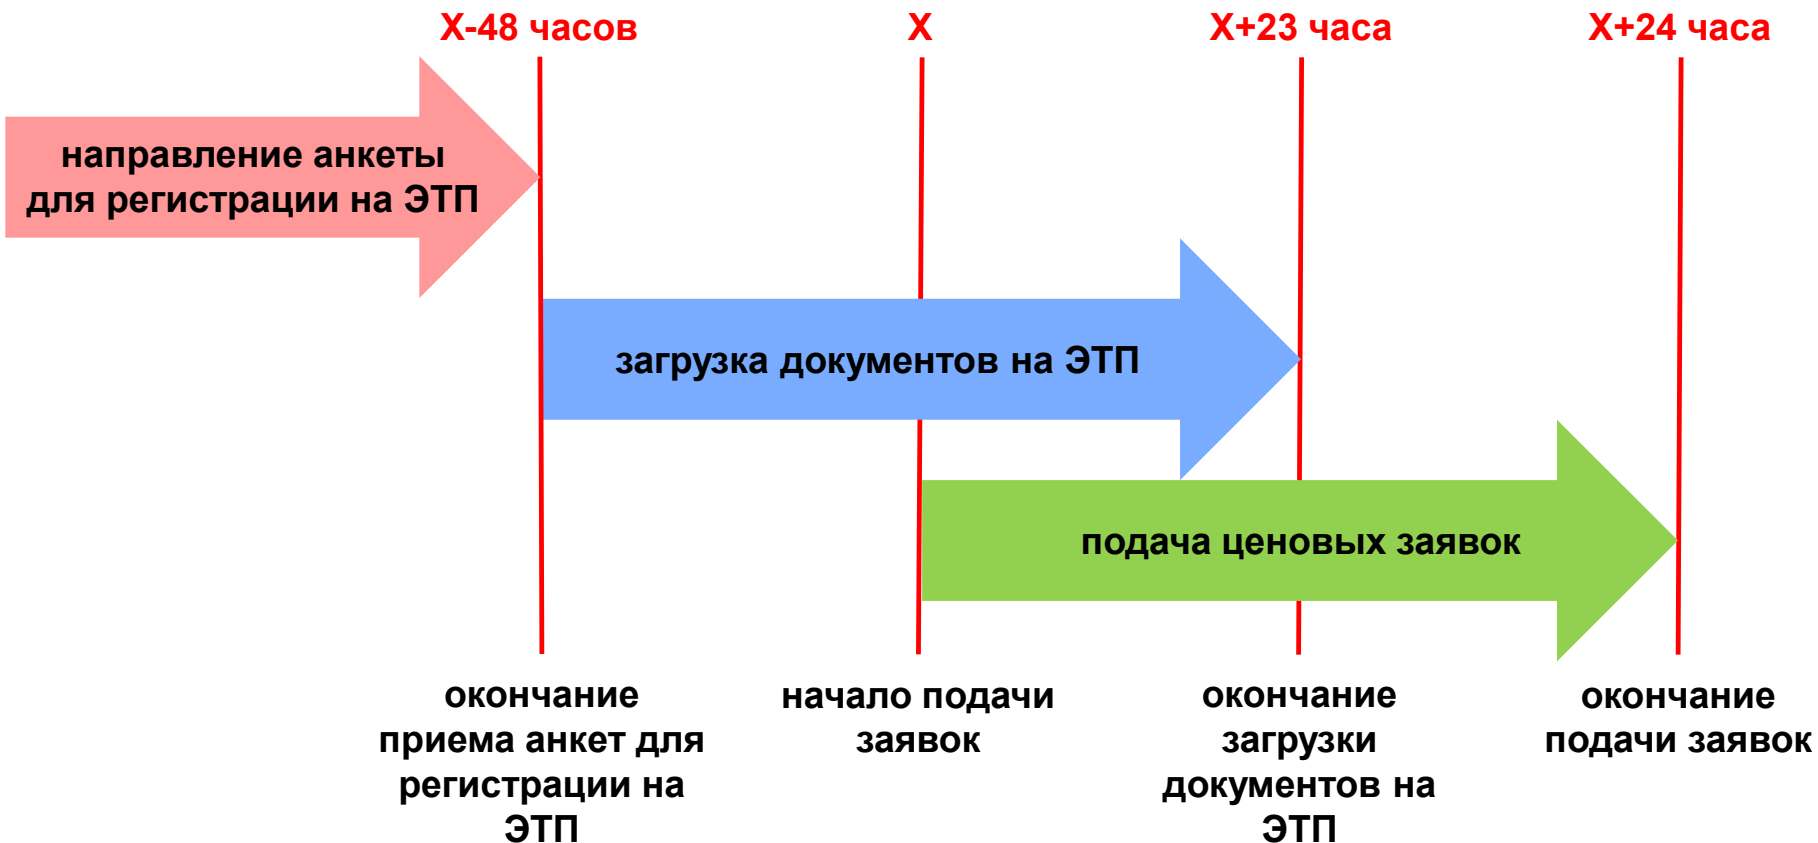 Х-48 часов
Х
Х+23 часа
Х+24 часа
направление анкеты
для регистрации на ЭТП
загрузка документов на ЭТП
подача ценовых заявок
окончание
приема анкет для
регистрации на
ЭТП
начало подачи
заявок
окончание
загрузки
документов на
ЭТП
окончание
подачи заявок